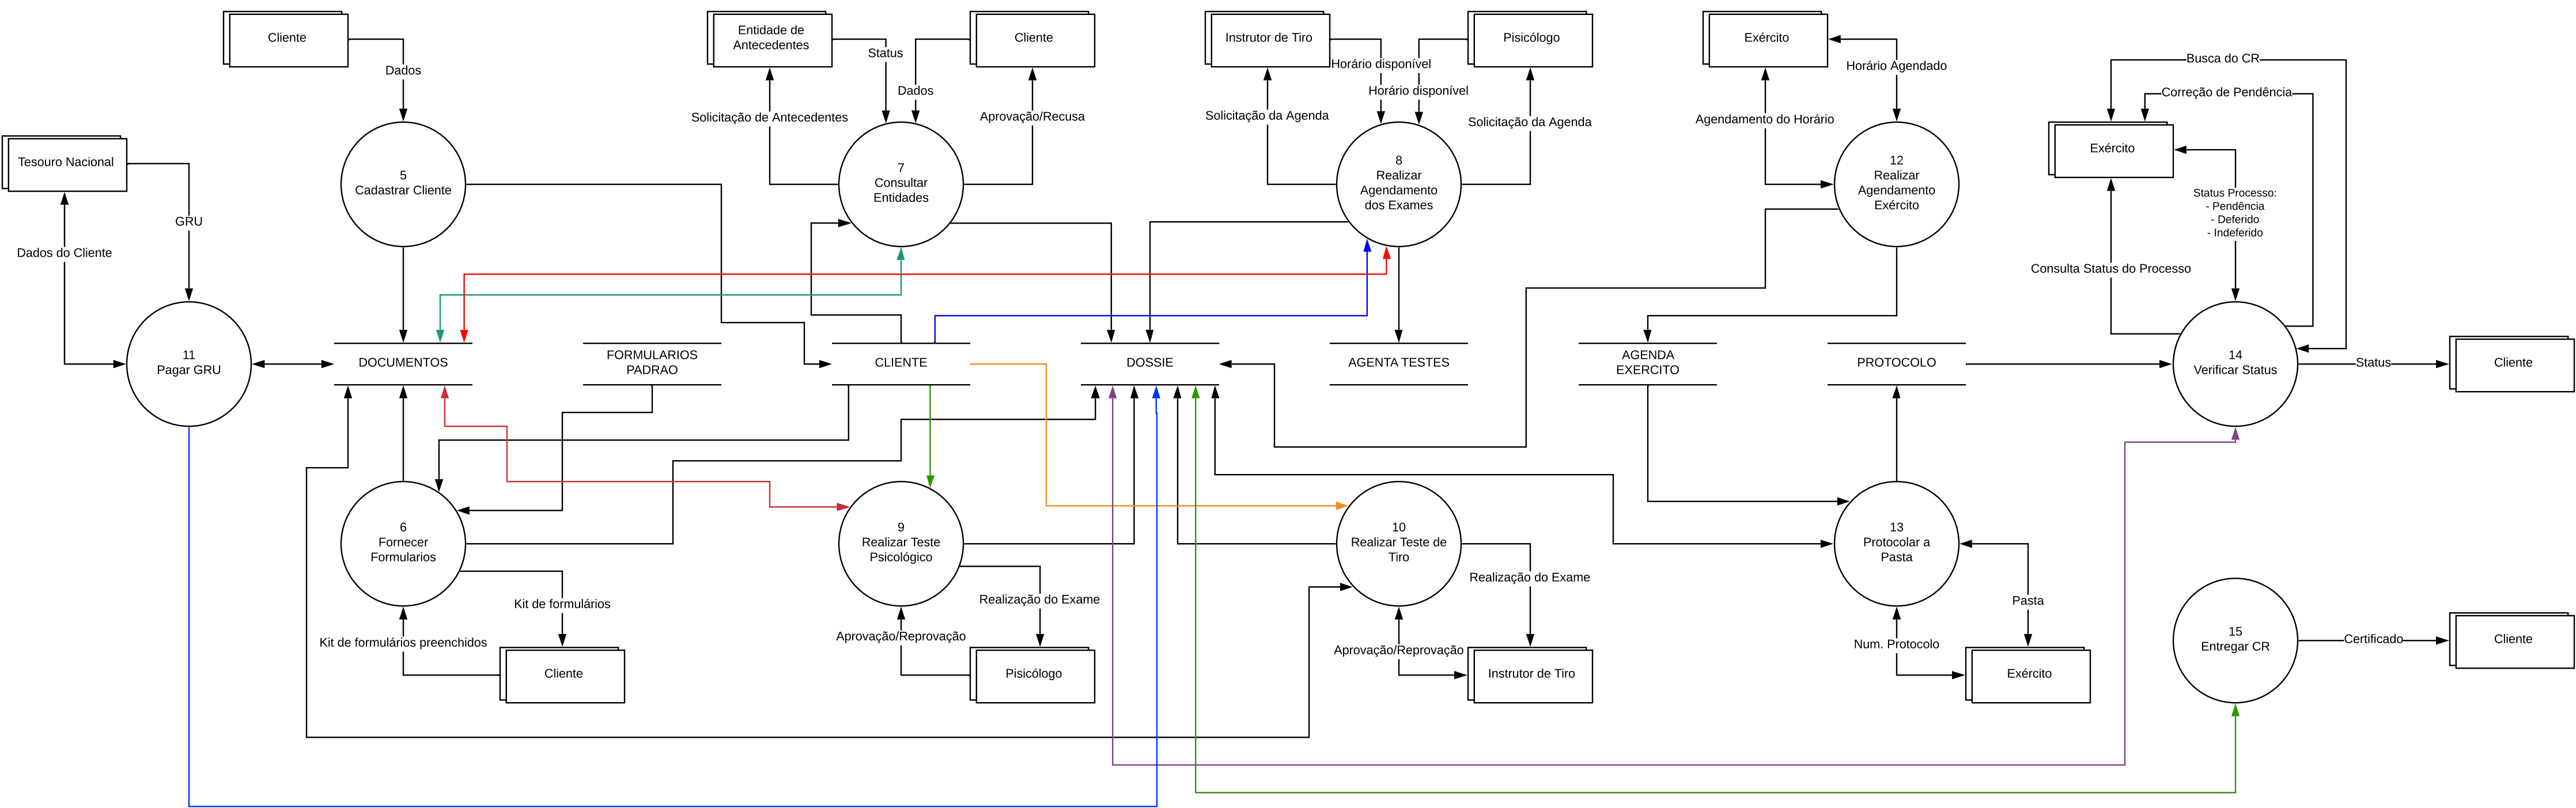 Cliente
Entidade de
Antecedentes
Cliente
Instrutor de Tiro
Pisicólogo
Exército
Dados
Status
Dados
Horário disponível
Horário disponível
Horário Agendado
Busca do CR
Correção de Pendência
Solicitação de Antecedentes
Aprovação/Recusa
Solicitação da Agenda
Solicitação da Agenda
Agendamento do Horário
Tesouro Nacional
5
Cadastrar Cliente
7
Consultar
Entidades
8
Realizar
Agendamento
dos Exames
12
Realizar
Agendamento
Exército
Exército
Status Processo:
- Pendência
- Deferido
- Indeferido
GRU
Dados do Cliente
Consulta Status do Processo
11
Pagar GRU
DOCUMENTOS
FORMULARIOS
PADRAO
CLIENTE
DOSSIE
AGENTA TESTES
AGENDA
EXERCITO
PROTOCOLO
14
Verificar Status
Status
Cliente
6
Fornecer
Formularios
9
Realizar Teste
Psicológico
10
Realizar Teste de
Tiro
13
Protocolar a
Pasta
Kit de formulários
Realização do Exame
Realização do Exame
Pasta
Kit de formulários preenchidos
Aprovação/Reprovação
Aprovação/Reprovação
Num. Protocolo
15
Entregar CR
Certificado
Cliente
Cliente
Pisicólogo
Instrutor de Tiro
Exército